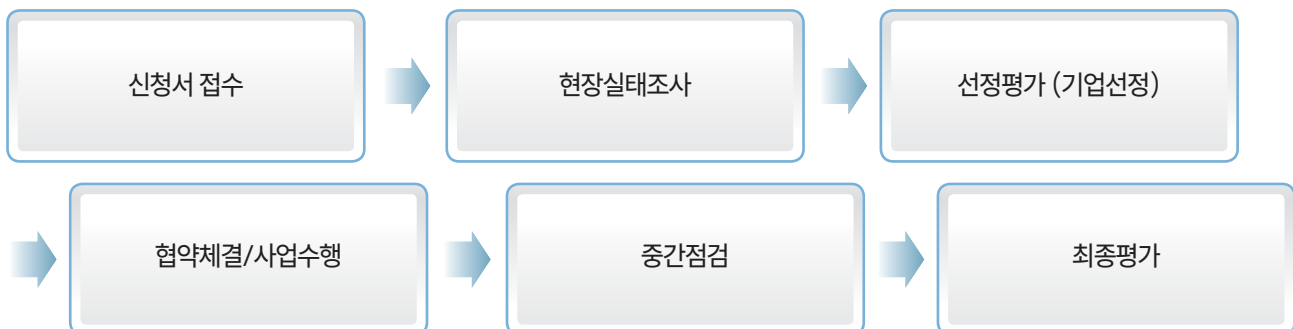 신청서 접수
현장실태조사
선정평가 (기업선정)
협약체결/사업수행
중간점검
최종평가